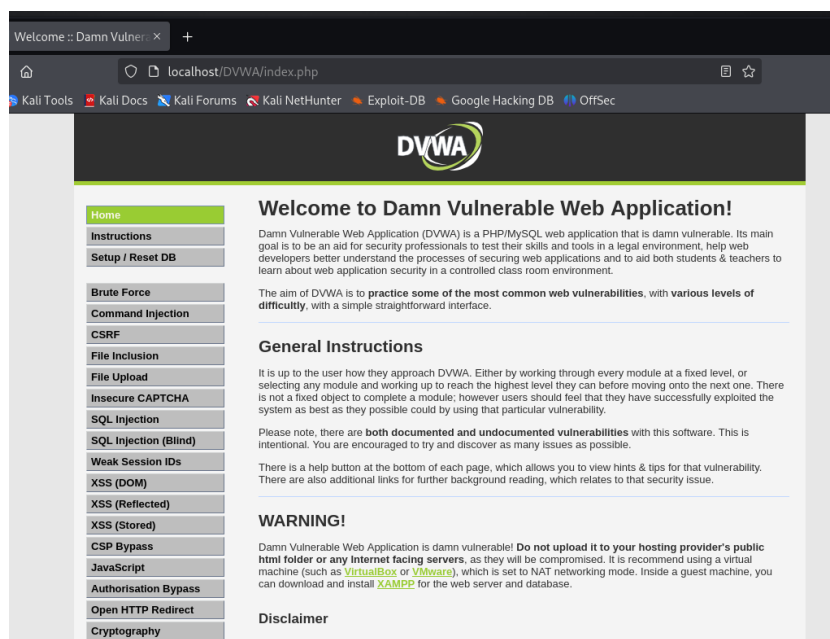 Welcome :: Damn Vulner
localhost/DVWA/index.php
Kali Tools Kali Docs Kali Forums Kali NetHunter Exploit-DB Google Hacking DB OffSec
DVWA
Home
Instructions
Setup / Reset DB
Brute Force
Command Injection
CSRF
File Inclusion
File Upload
Insecure CAPTCHA
SQL Injection
SQL Injection (Blind)
Weak Session IDs
XSS (DOM)
XSS (Reflected)
XSS (Stored)
CSP Bypass
JavaScript
Authorisation Bypass
Open HTTP Redirect
Cryptography
Welcome to Damn Vulnerable Web Application!
Damn Vulnerable Web Application (DVWA) is a PHP/MySQL web application that is damn vulnerable. Its main
goal is to be an aid for security professionals to test their skills and tools in a legal environment, help web
developers better understand the processes of securing web applications and to aid both students & teachers to
learn about web application security in a controlled class room environment.
The aim of DVWA is to practice some of the most common web vulnerabilities, with various levels of
difficultly, with a simple straightforward interface.
General Instructions
It is up to the user how they approach DVWA. Either by working through every module at a fixed level, or
selecting any module and working up to reach the highest level they can before moving onto the next one. There
is not a fixed object to complete a module; however users should feel that they have successfully exploited the
system as best as they possible could by using that particular vulnerability.
Please note, there are both documented and undocumented vulnerabilities with this software. This is
intentional. You are encouraged to try and discover as many issues as possible.
There is a help button at the bottom of each page, which allows you to view hints & tips for that vulnerability.
There are also additional links for further background reading, which relates to that security issue.
WARNING!
Damn Vulnerable Web Application is damn vulnerable! Do not upload it to your hosting provider's public
html folder or any Internet facing servers, as they will be compromised. It is recommend using a virtual
machine (such as VirtualBox or VMware), which is set to NAT networking mode. Inside a guest machine, you
can download and install XAMPP for the web server and database.
Disclaimer